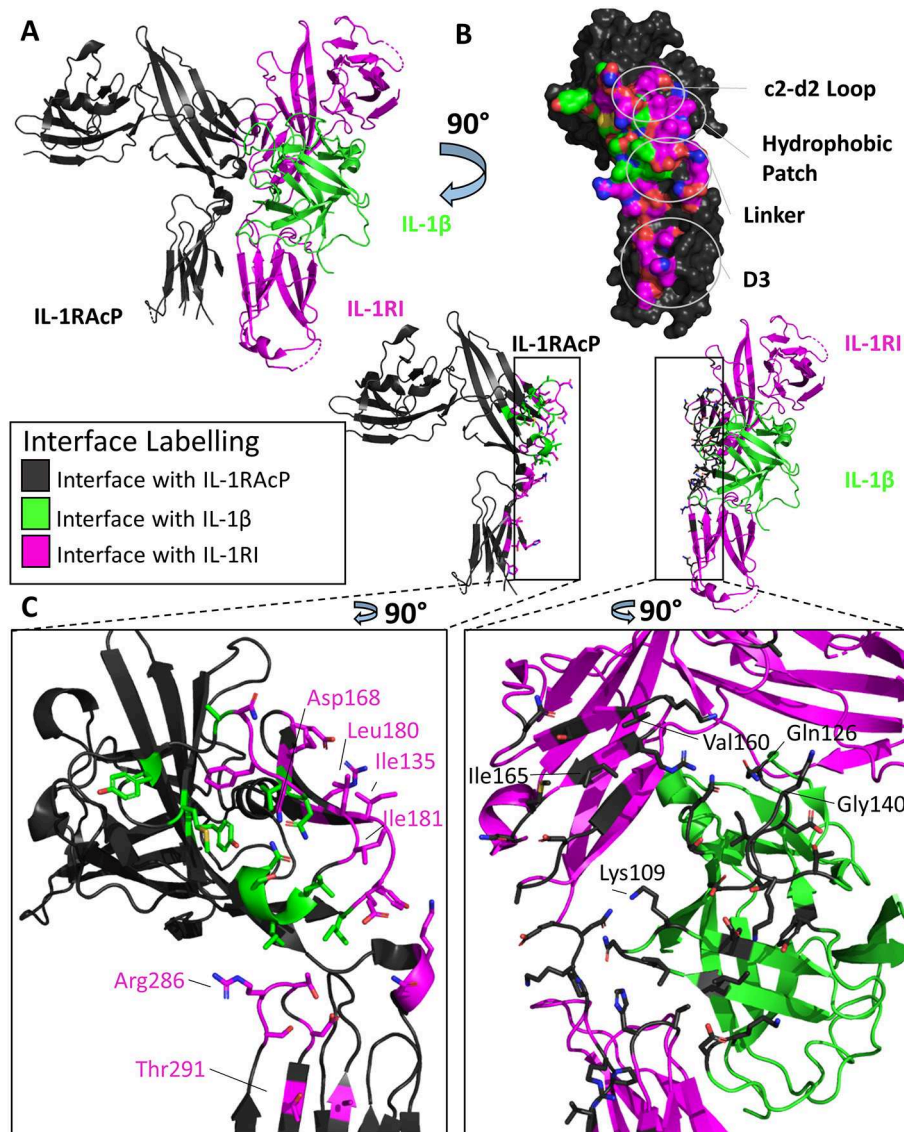 A
B
90°
c2-d2 Loop
Hydrophobic
Patch
Linker
D3
IL-1β
IL-1RAcP
IL-1RI
IL-1RAcP
IL-1RI
IL-1β
Interface Labelling
Interface with IL-1RAcP
Interface with IL-1β
Interface with IL-1RI
C
90°
90°
Asp168
Leu180
Ile135
Ile181
Arg286
Thr291
Val160
Gln126
Ile165
Gly140
Lys109